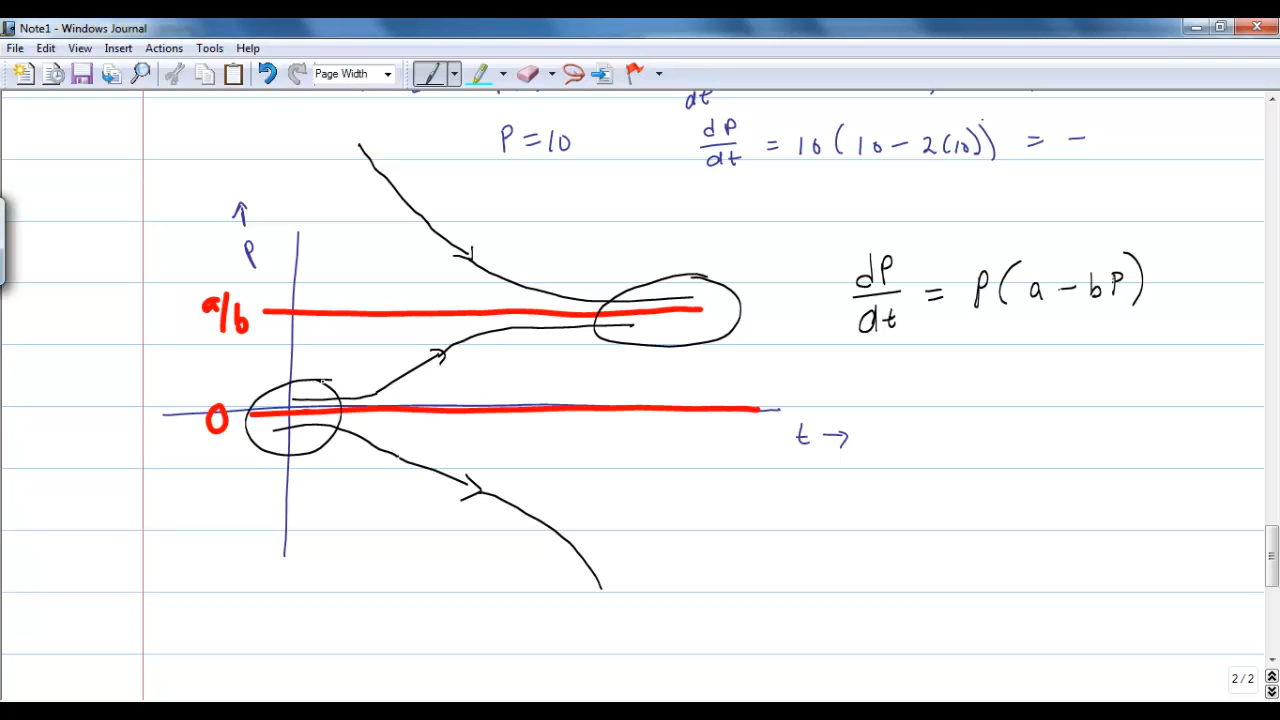 Note1 - Windows Journal
File Edit View Insert Actions Tools Help
Page Width
dt
P = 10 dP/dt = 10 ( 10 - 2(10) ) = -
↑
P
a/b
dP/dt = P ( a - bP )
0
t →
2 / 2